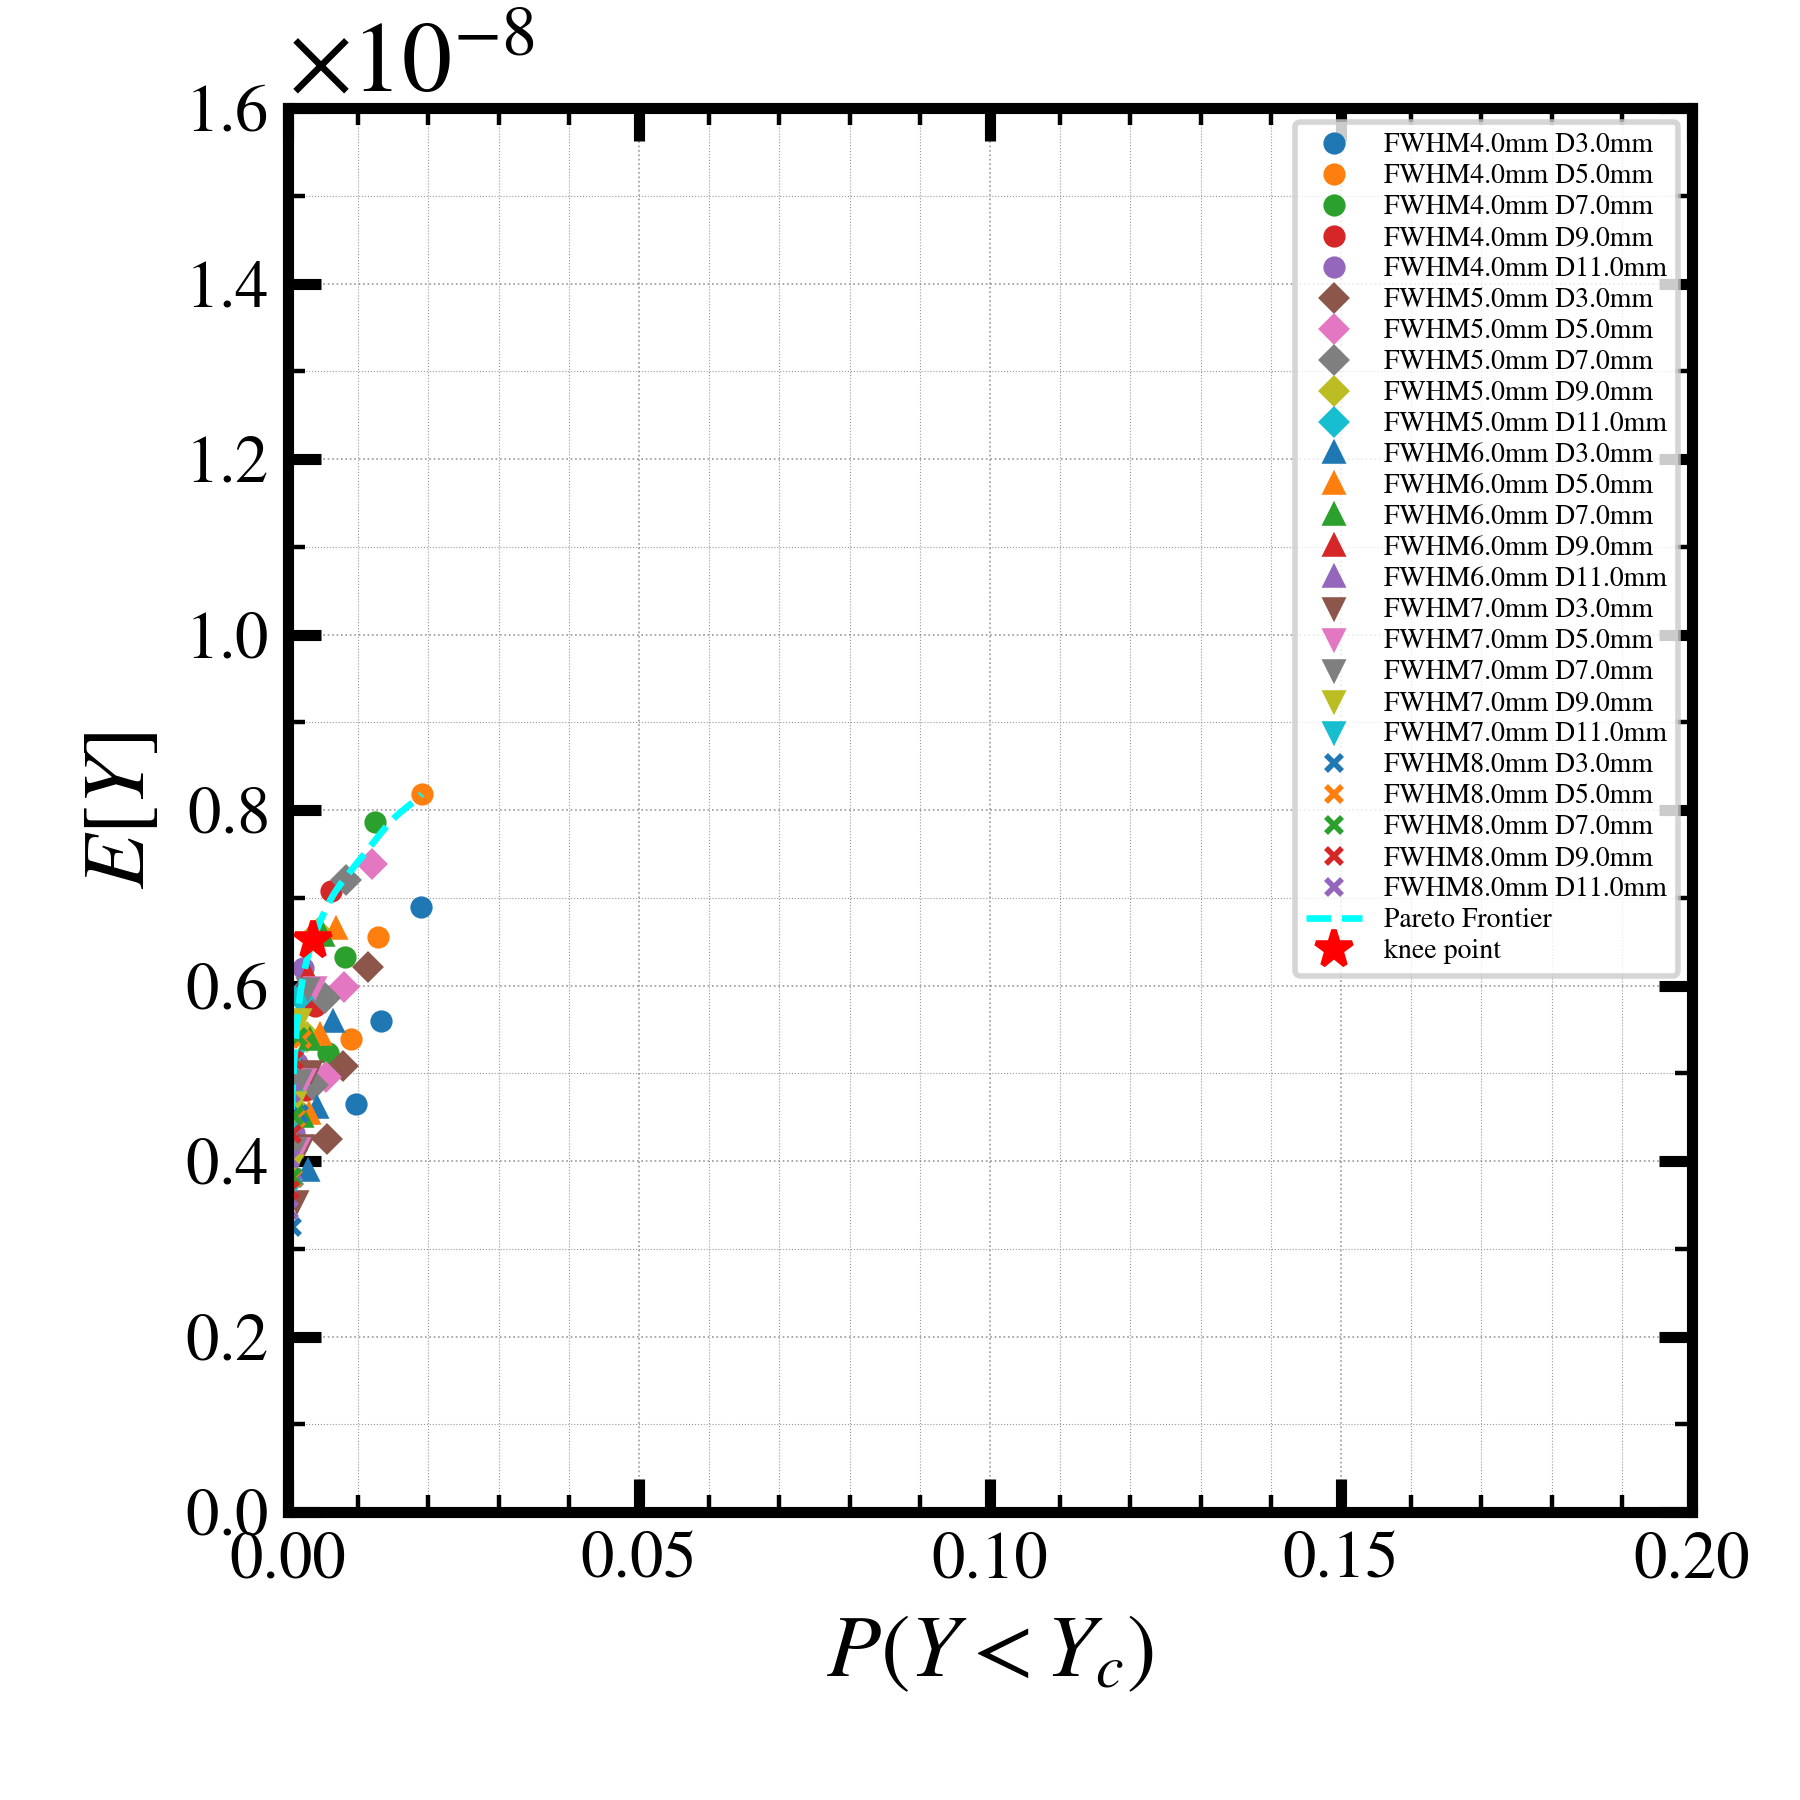 ×10⁻⁸
1.6
1.4
1.2
1.0
0.8
0.6
0.4
0.2
0.0
E[Y]
FWHM4.0mm D3.0mm
FWHM4.0mm D5.0mm
FWHM4.0mm D7.0mm
FWHM4.0mm D9.0mm
FWHM4.0mm D11.0mm
FWHM5.0mm D3.0mm
FWHM5.0mm D5.0mm
FWHM5.0mm D7.0mm
FWHM5.0mm D9.0mm
FWHM5.0mm D11.0mm
FWHM6.0mm D3.0mm
FWHM6.0mm D5.0mm
FWHM6.0mm D7.0mm
FWHM6.0mm D9.0mm
FWHM6.0mm D11.0mm
FWHM7.0mm D3.0mm
FWHM7.0mm D5.0mm
FWHM7.0mm D7.0mm
FWHM7.0mm D9.0mm
FWHM7.0mm D11.0mm
FWHM8.0mm D3.0mm
FWHM8.0mm D5.0mm
FWHM8.0mm D7.0mm
FWHM8.0mm D9.0mm
FWHM8.0mm D11.0mm
Pareto Frontier
knee point
0.00 0.05 0.10 0.15 0.20
P(Y < Y_c)